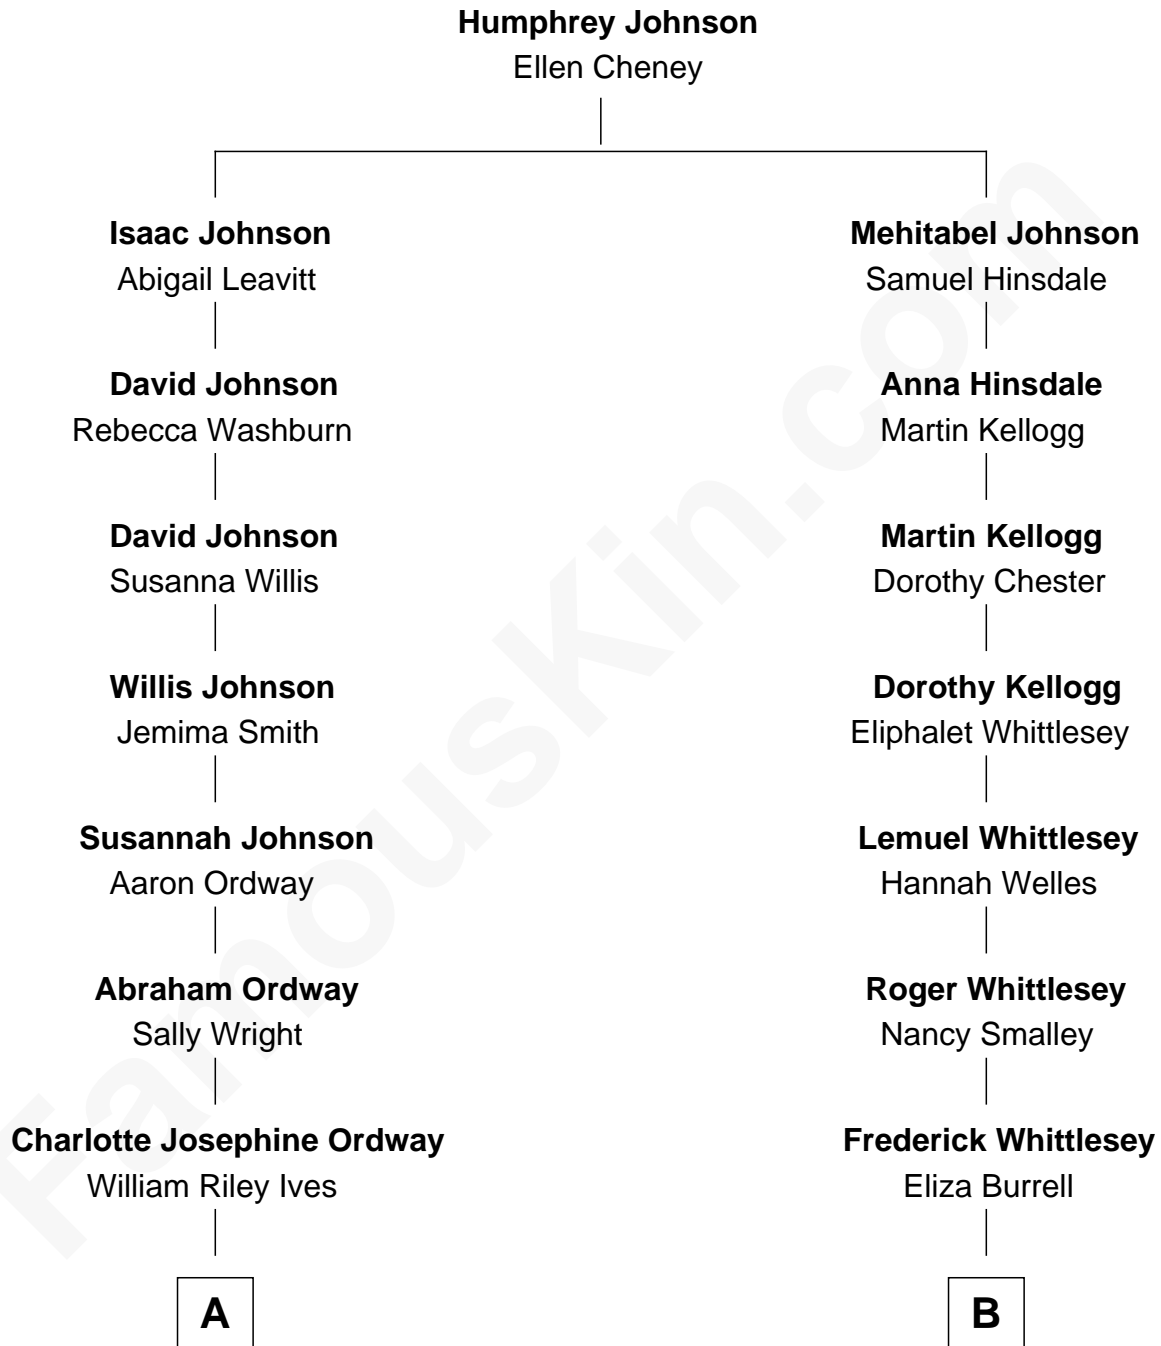 Humphrey Johnson
Ellen Cheney
Isaac Johnson
Abigail Leavitt
Mehitabel Johnson
Samuel Hinsdale
David Johnson
Rebecca Washburn
Anna Hinsdale
Martin Kellogg
David Johnson
Susanna Willis
Martin Kellogg
Dorothy Chester
Willis Johnson
Jemima Smith
Dorothy Kellogg
Eliphalet Whittlesey
Susannah Johnson
Aaron Ordway
Lemuel Whittlesey
Hannah Welles
Abraham Ordway
Sally Wright
Roger Whittlesey
Nancy Smalley
Charlotte Josephine Ordway
William Riley Ives
Frederick Whittlesey
Eliza Burrell
A
B
FamousKin.com